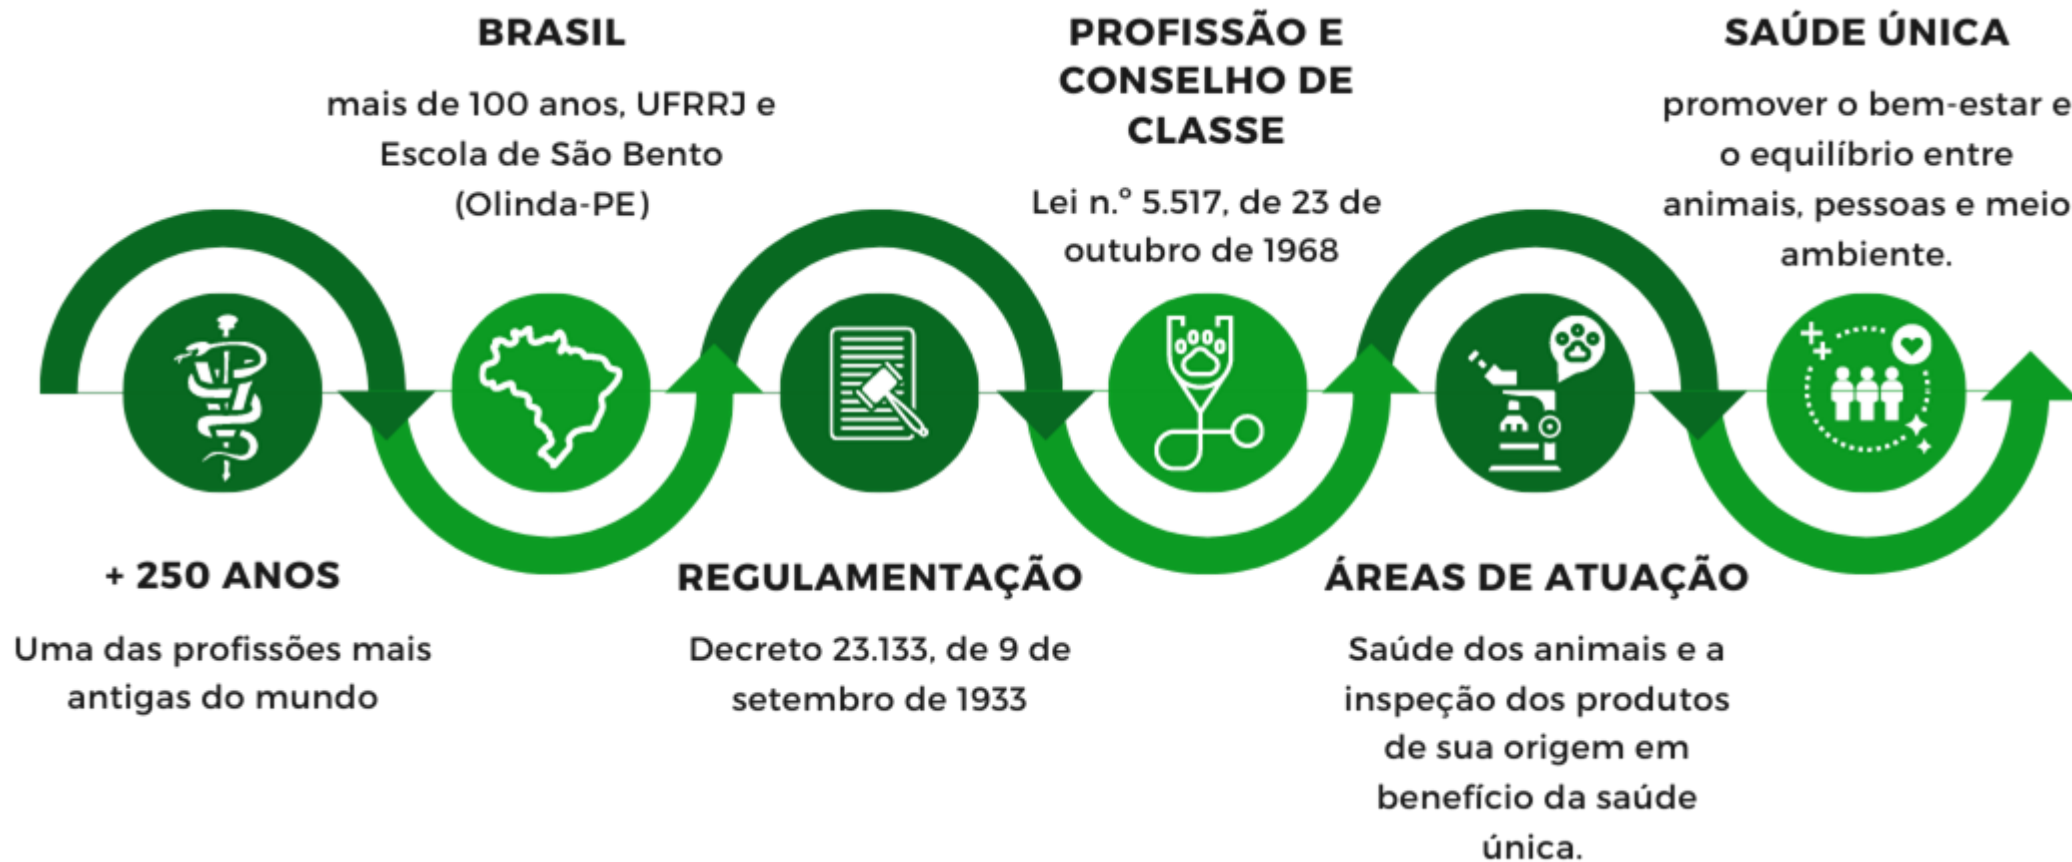 + 250 ANOS
Uma das profissões mais
antigas do mundo
BRASIL
mais de 100 anos, UFRRJ e
Escola de São Bento
(Olinda-PE)
REGULAMENTAÇÃO
Decreto 23.133, de 9 de
setembro de 1933
PROFISSÃO E
CONSELHO DE
CLASSE
Lei n.º 5.517, de 23 de
outubro de 1968
ÁREAS DE ATUAÇÃO
Saúde dos animais e a
inspeção dos produtos
de sua origem em
benefício da saúde
única.
SAÚDE ÚNICA
promover o bem-estar e
o equilíbrio entre
animais, pessoas e meio
ambiente.